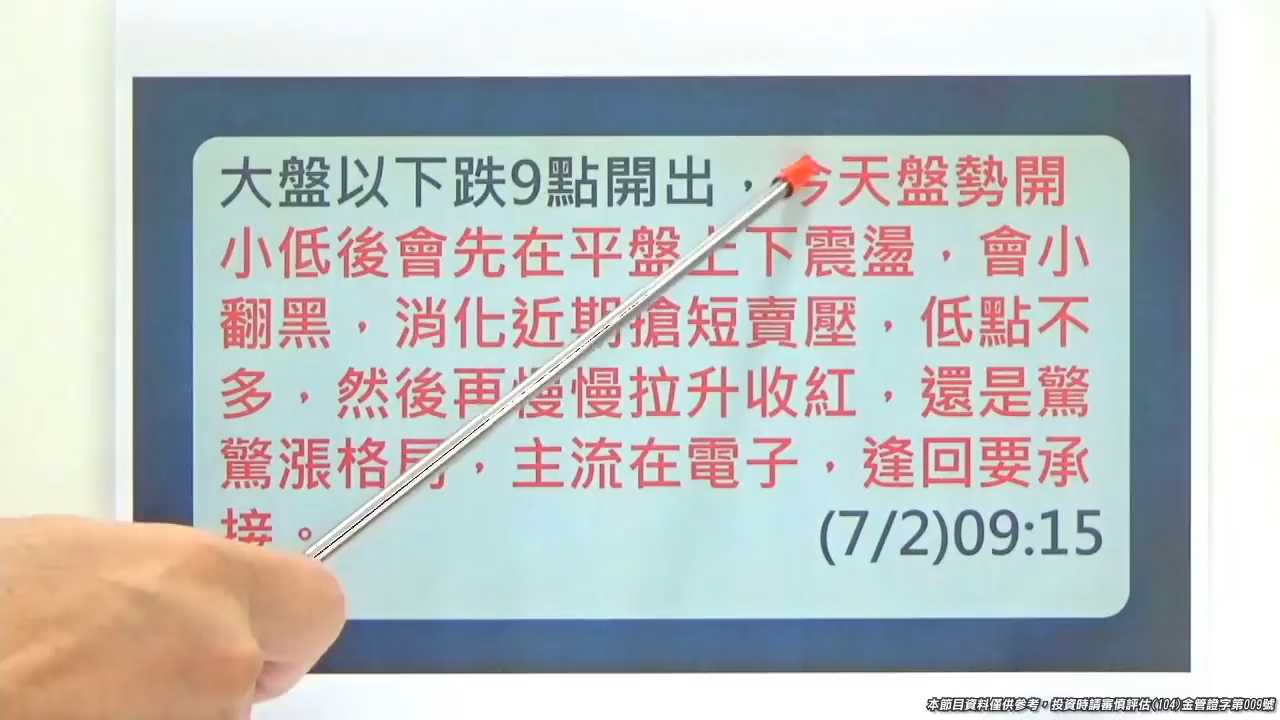 大盤以下跌9點開出，今天盤勢開
小低後會先在平盤上下震盪，會小
翻黑，消化近期搶短賣壓，低點不
多，然後再慢慢拉升收紅，還是驚
驚漲格局，主流在電子，逢回要承
接。
(7/2)09:15
本節目資料僅供參考，投資時請審慎評估(104)金管證字第009號